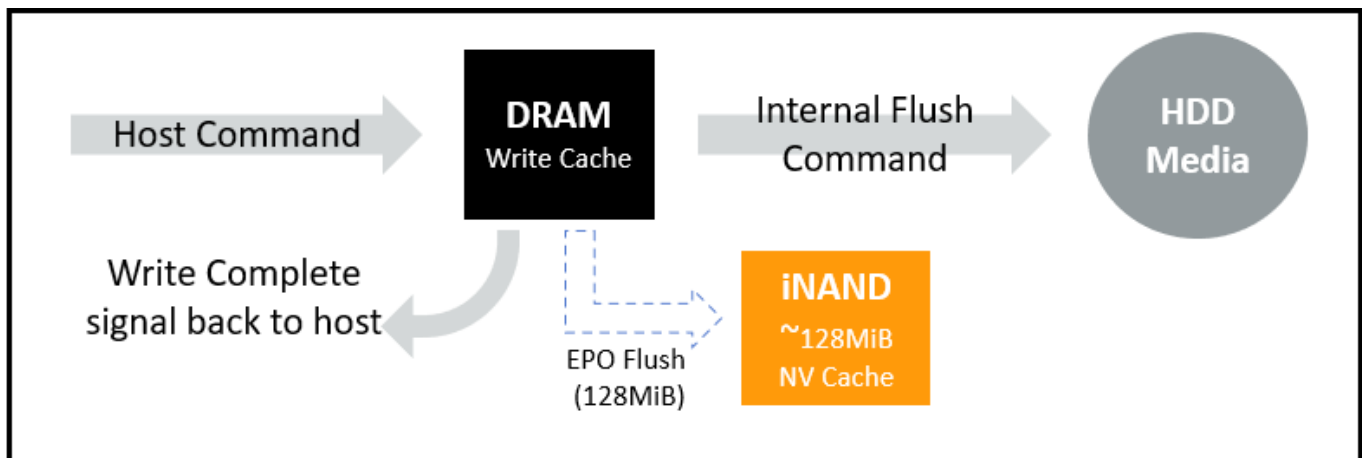 Host Command
DRAM
Write Cache
Internal Flush
Command
HDD
Media
Write Complete
signal back to host
EPO Flush
(128MiB)
iNAND
~128MiB
NV Cache